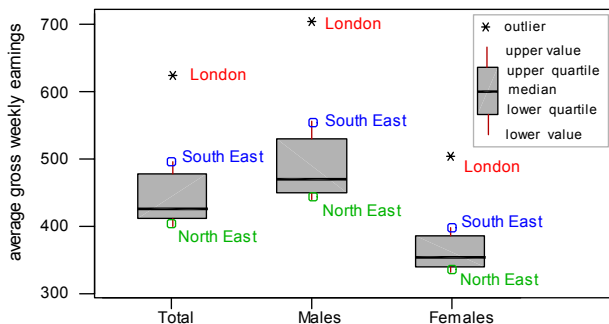 average gross weekly earnings
700
600
500
400
300
London
South East
North East
London
South East
North East
London
South East
North East
Total
Males
Females
outlier
upper value
upper quartile
median
lower quartile
lower value